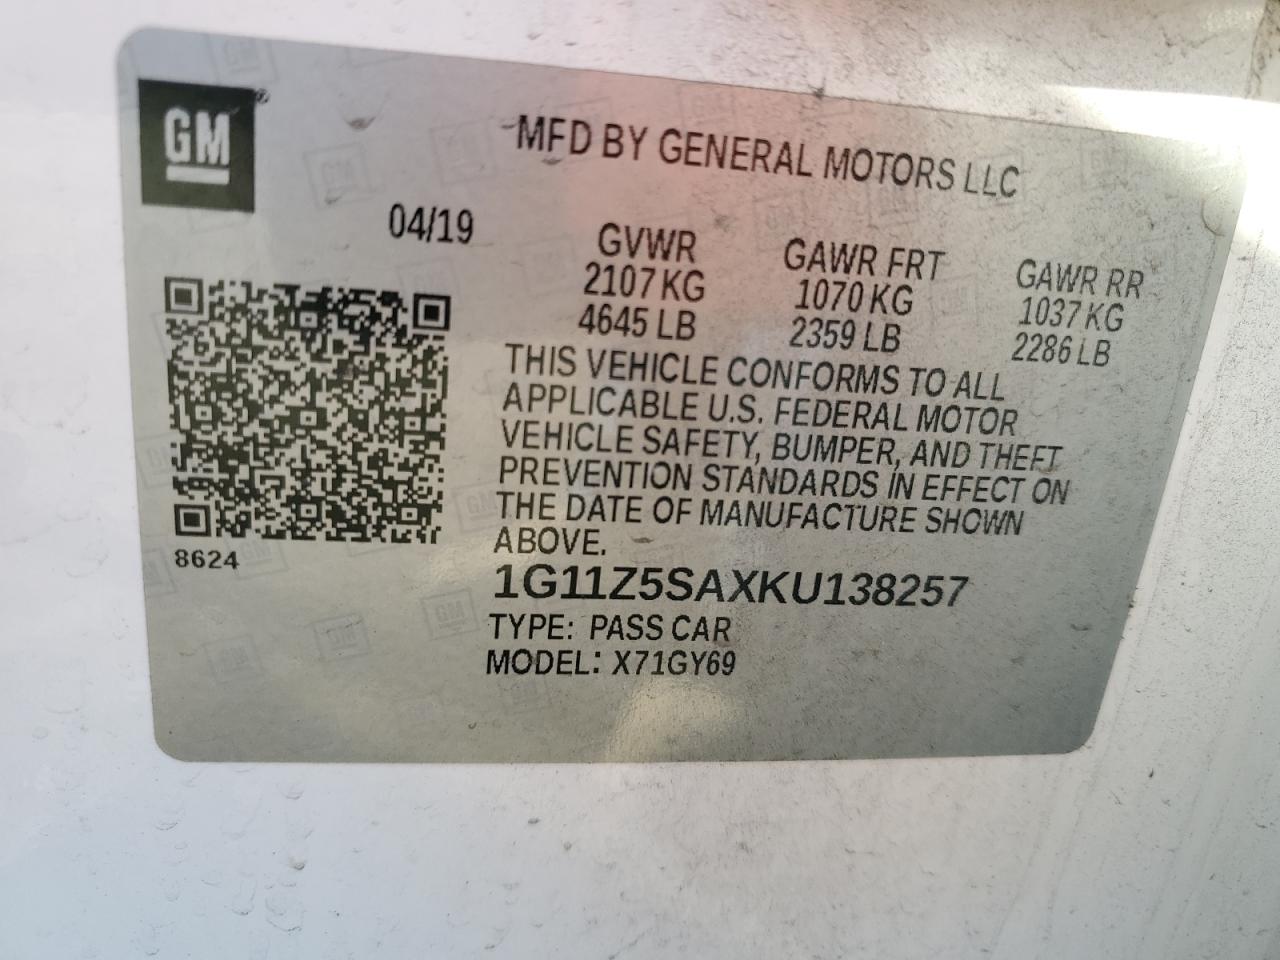 GM®
MFD BY GENERAL MOTORS LLC
04/19
GVWR GAWR FRT GAWR RR
2107 KG 1070 KG 1037 KG
4645 LB 2359 LB 2286 LB
THIS VEHICLE CONFORMS TO ALL
APPLICABLE U.S. FEDERAL MOTOR
VEHICLE SAFETY, BUMPER, AND THEFT
PREVENTION STANDARDS IN EFFECT ON
THE DATE OF MANUFACTURE SHOWN
ABOVE.
8624
1G11Z5SAXKU138257
TYPE: PASS CAR
MODEL: X71GY69